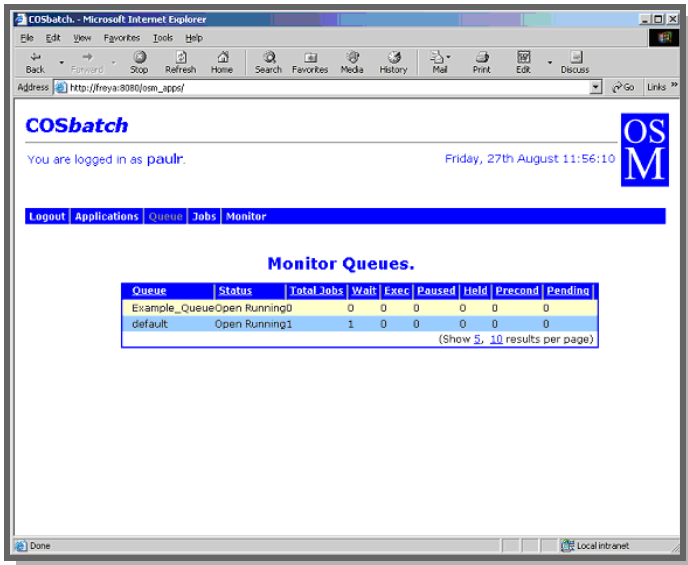 COSbatch. - Microsoft Internet Explorer
File Edit View Favorites Tools Help
Back Forward Stop Refresh Home Search Favorites Media History Mail Print Edit Discuss
Address http://freya:8080/osm_apps/ Go Links »
COSbatch
OS
M
You are logged in as paulr. Friday, 27th August 11:56:10
Logout Applications Queue Jobs Monitor
Monitor Queues.
Queue Status Total Jobs Wait Exec Paused Held Precond Pending
Example_Queue Open Running 0 0 0 0 0 0 0
default Open Running 1 1 0 0 0 0 0
(Show 5, 10 results per page)
Done Local intranet